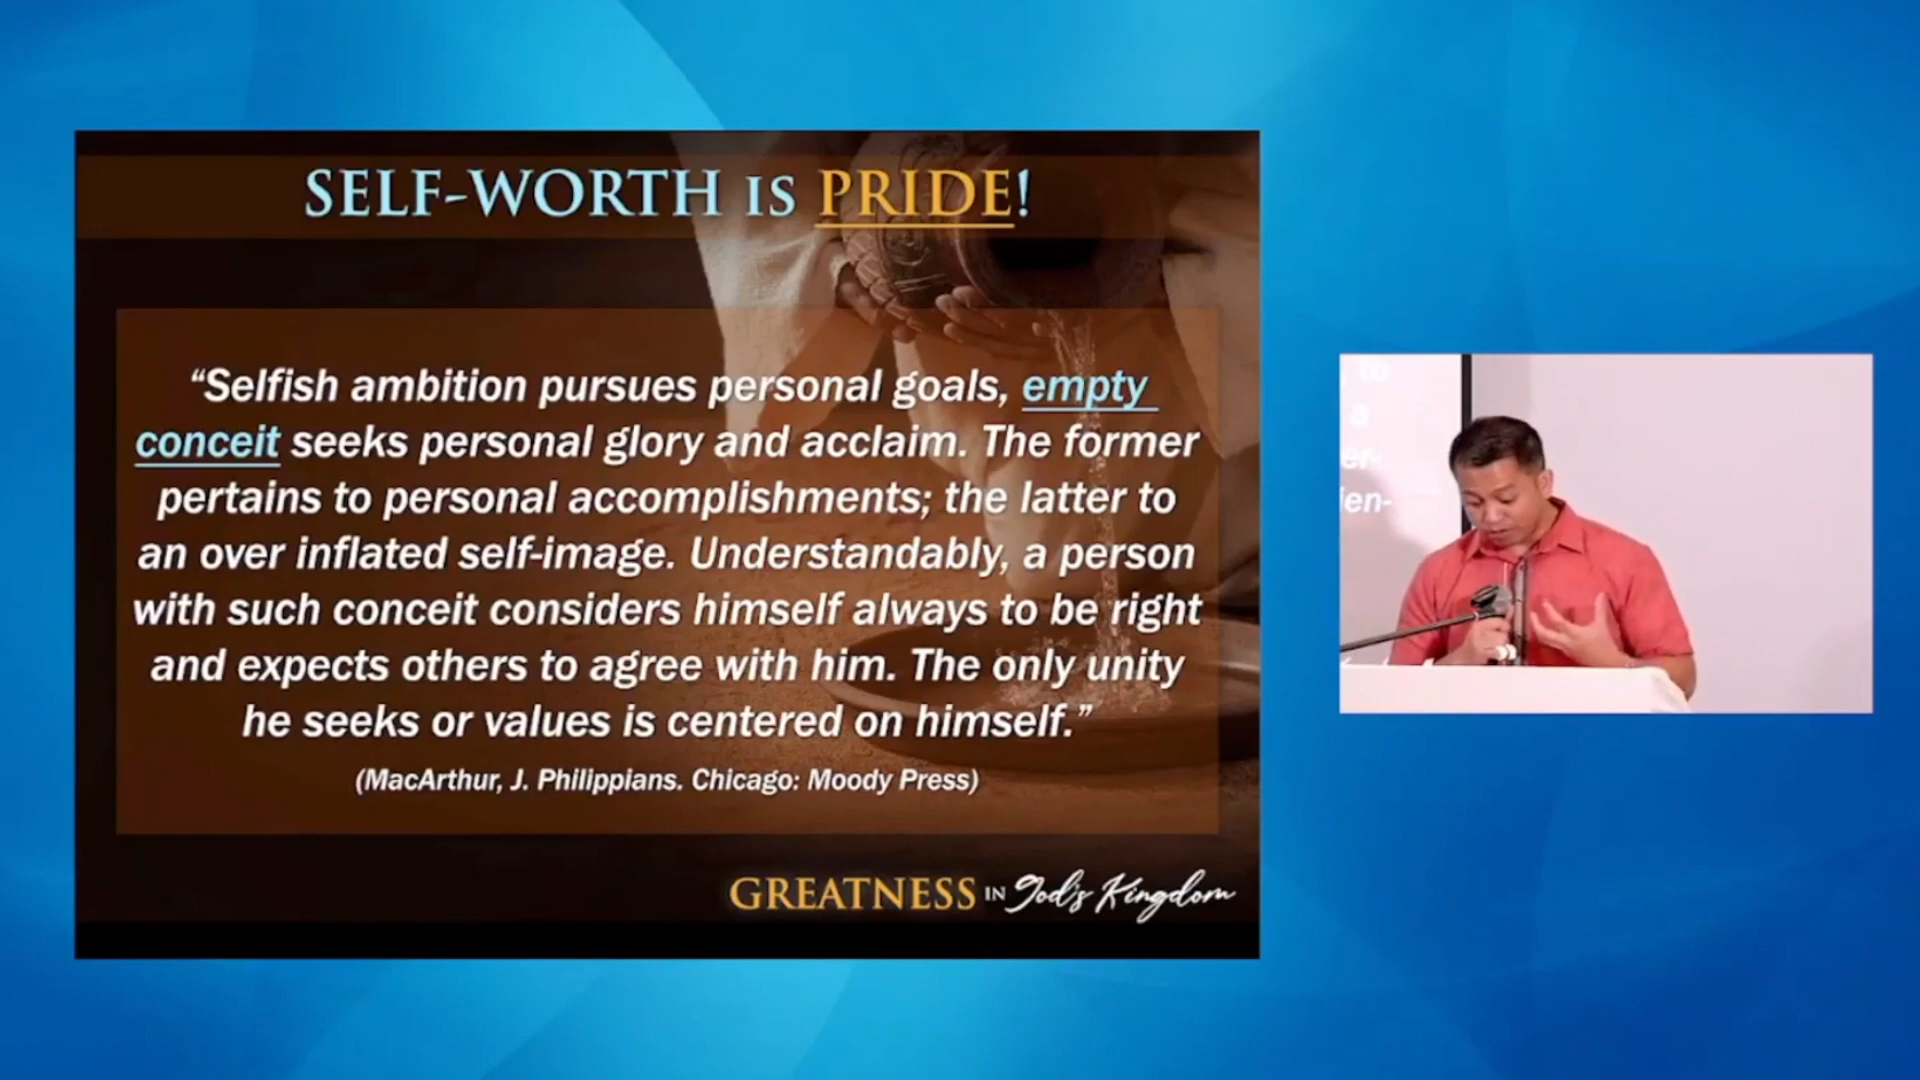 SELF-WORTH IS PRIDE!
“Selfish ambition pursues personal goals, empty
conceit seeks personal glory and acclaim. The former
pertains to personal accomplishments; the latter to
an over inflated self-image. Understandably, a person
with such conceit considers himself always to be right
and expects others to agree with him. The only unity
he seeks or values is centered on himself.”
(MacArthur, J. Philippians. Chicago: Moody Press)
GREATNESS IN God's Kingdom
to
a
er-
ien-